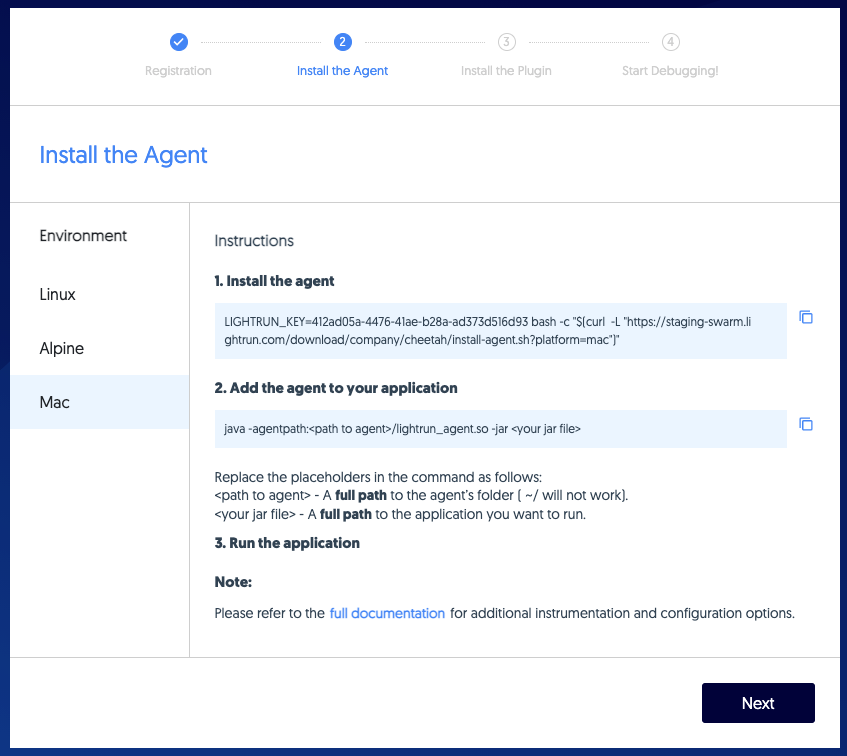 2 3 4
Registration Install the Agent Install the Plugin Start Debugging!
Install the Agent
Environment
Linux
Alpine
Mac
Instructions
1. Install the agent
LIGHTRUN_KEY=412ad05a-4476-41ae-b28a-ad373d516d93 bash -c "$(curl -L "https://staging-swarm.li
ghtrun.com/download/company/cheetah/install-agent.sh?platform=mac")"
2. Add the agent to your application
java -agentpath:<path to agent>/lightrun_agent.so -jar <your jar file>
Replace the placeholders in the command as follows:
<path to agent> - A full path to the agent's folder ( ~/ will not work).
<your jar file> - A full path to the application you want to run.
3. Run the application
Note:
Please refer to the full documentation for additional instrumentation and configuration options.
Next